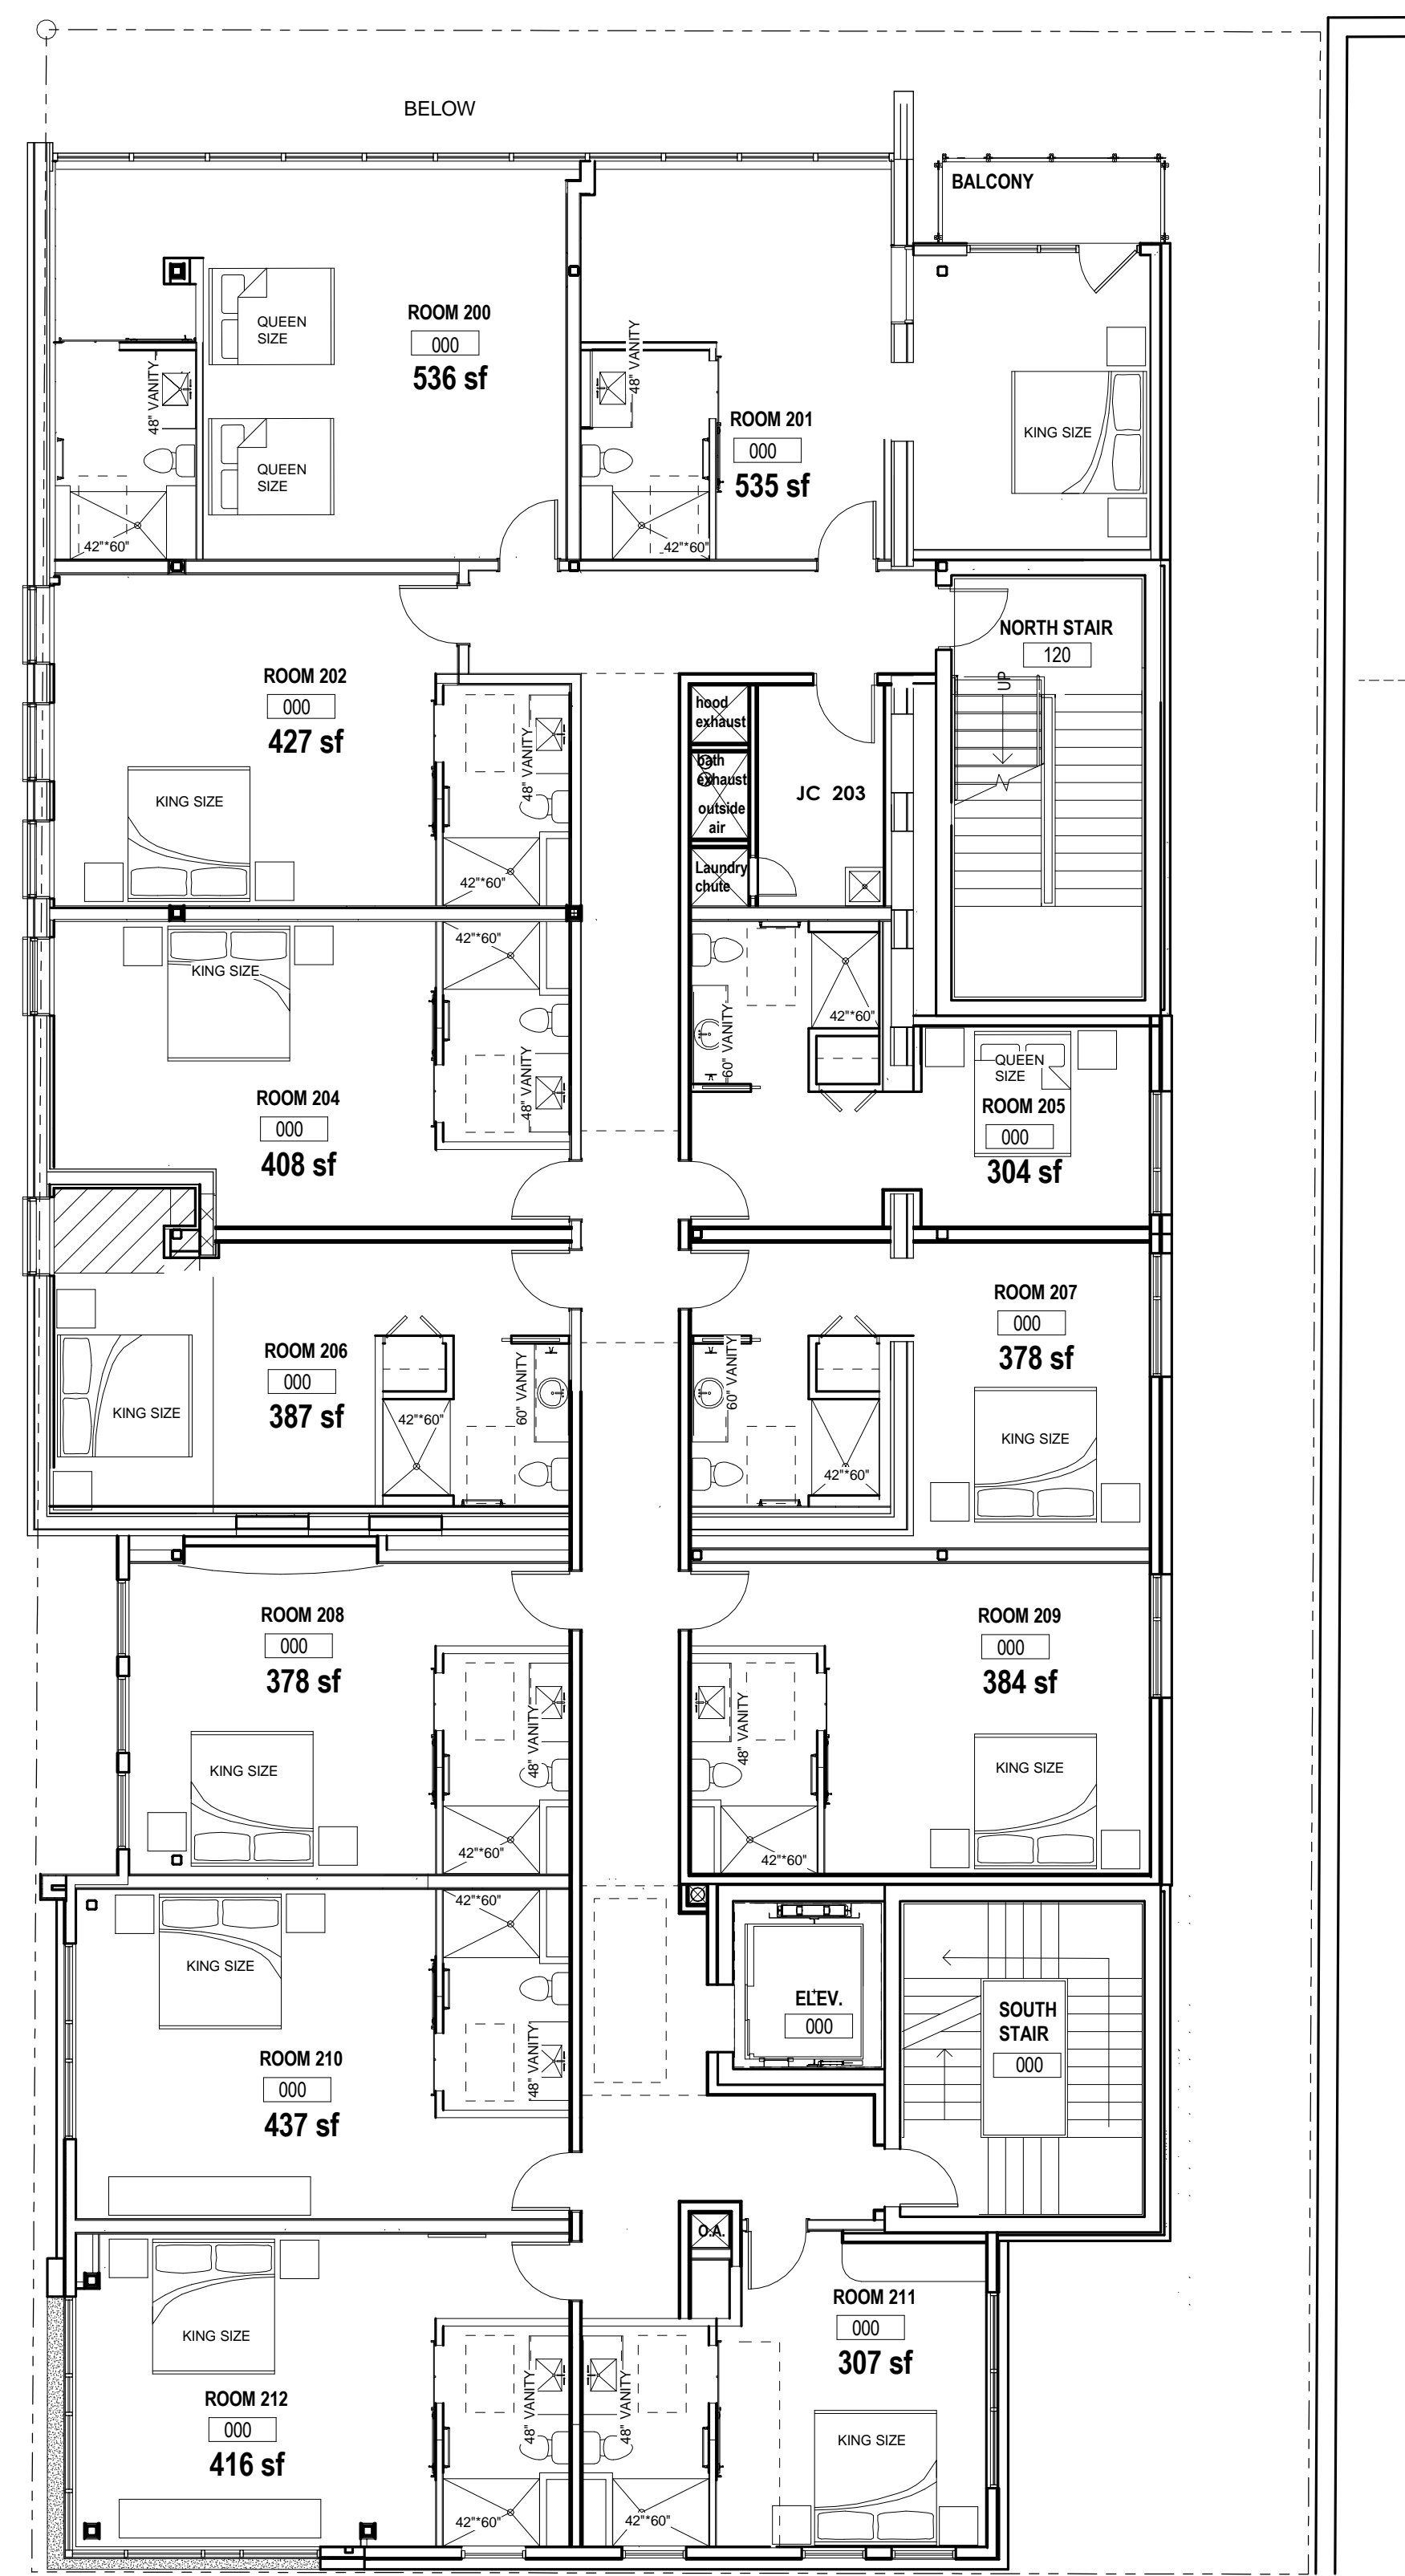 BELOW
BALCONY
ROOM 200
000
536 sf
QUEEN
SIZE
48" VANITY
QUEEN
SIZE
42"*60"
48" VANITY
ROOM 201
000
535 sf
42"*60"
KING SIZE
NORTH STAIR
120
UP
ROOM 202
000
427 sf
KING SIZE
48" VANITY
42"*60"
hood
exhaust
bath
exhaust
outside
air
Laundry
chute
JC 203
KING SIZE
42"*60"
48" VANITY
ROOM 204
000
408 sf
60" VANITY
42"*60"
QUEEN
SIZE
ROOM 205
000
304 sf
ROOM 206
000
387 sf
KING SIZE
42"*60"
60" VANITY
60" VANITY
42"*60"
ROOM 207
000
378 sf
KING SIZE
ROOM 208
000
378 sf
KING SIZE
48" VANITY
42"*60"
ROOM 209
000
384 sf
48" VANITY
42"*60"
KING SIZE
42"*60"
KING SIZE
48" VANITY
ROOM 210
000
437 sf
ELEV.
000
SOUTH
STAIR
000
O.A.
ROOM 211
000
307 sf
KING SIZE
48" VANITY
42"*60"
KING SIZE
ROOM 212
000
416 sf
48" VANITY
42"*60"